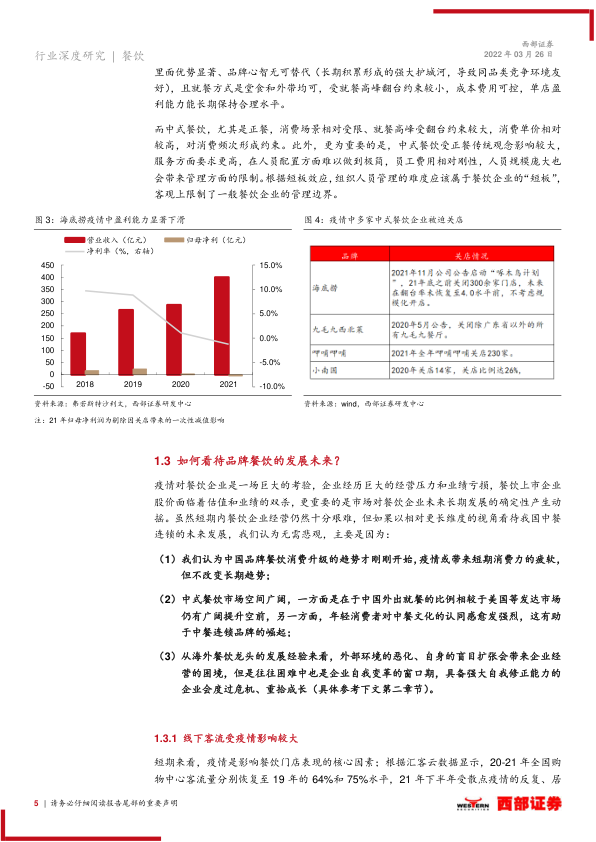 西部证券
行业深度研究 | 餐饮
2022 年 03 月 26 日
里面优势显著、品牌心智无可替代（长期积累形成的强大护城河，导致同品类竞争环境友
好），且就餐方式是堂食和外带均可，受就餐高峰翻台约束较小，成本费用可控，单店盈
利能力能长期保持合理水平。
而中式餐饮，尤其是正餐，消费场景相对受限、就餐高峰受翻台约束较大，消费单价相对
较高，对消费频次形成约束。此外，更为重要的是，中式餐饮受正餐传统观念影响较大，
服务方面要求更高，在人员配置方面难以做到极简，员工费用相对刚性，人员规模庞大也
会带来管理方面的限制。根据短板效应，组织人员管理的难度应该属于餐饮企业的“短板”，
客观上限制了一般餐饮企业的管理边界。
图 3：海底捞疫情中盈利能力显著下滑
营业收入（亿元）
归母净利（亿元）
净利率（%，右轴）
450
400
350
300
250
200
150
100
50
0
-50
15.0%
10.0%
5.0%
0.0%
-5.0%
-10.0%
2018
2019
2020
2021
资料来源：弗若斯特沙利文，西部证券研发中心
注：21 年归母净利润为剔除因关店带来的一次性减值影响
图 4：疫情中多家中式餐饮企业被迫关店
品牌
关店情况
海底捞
2021年11月公司公告启动“啄木鸟计划
”，21年底之前关闭300余家门店，未来
在翻台率未恢复至4.0水平前，不考虑规
模化开店。
九毛九西北菜
2020年5月公告，关闭除广东省以外的所
有九毛九餐厅。
呷哺呷哺
2021年全年呷哺呷哺关店230家。
小南国
2020年关店14家，关店比例达26%，
资料来源：wind，西部证券研发中心
1.3 如何看待品牌餐饮的发展未来？
疫情对餐饮企业是一场巨大的考验，企业经历巨大的经营压力和业绩亏损，餐饮上市企业
股价面临着估值和业绩的双杀，更重要的是市场对餐饮企业未来长期发展的确定性产生动
摇。虽然短期内餐饮企业经营仍然十分艰难，但如果以相对更长维度的视角看待我国中餐
连锁的未来发展，我们认为无需悲观，主要是因为：
（1）我们认为中国品牌餐饮消费升级的趋势才刚刚开始，疫情或带来短期消费力的疲软，
但不改变长期趋势；
（2）中式餐饮市场空间广阔，一方面是在于中国外出就餐的比例相较于美国等发达市场
仍有广阔提升空前，另一方面，年轻消费者对中餐文化的认同感愈发强烈，这有助
于中餐连锁品牌的崛起；
（3）从海外餐饮龙头的发展经验来看，外部环境的恶化、自身的盲目扩张会带来企业经
营的困境，但是往往困难中也是企业自我变革的窗口期，具备强大自我修正能力的
企业会度过危机、重拾成长（具体参考下文第二章节）。
1.3.1 线下客流受疫情影响较大
短期来看，疫情是影响餐饮门店表现的核心因素；根据汇客云数据显示，20-21 年全国购
物中心客流量分别恢复至 19 年的 64%和 75%水平，21 年下半年受散点疫情的反复、居
5 | 请务必仔细阅读报告尾部的重要声明
WESTERN
SECURITIES
西部证券